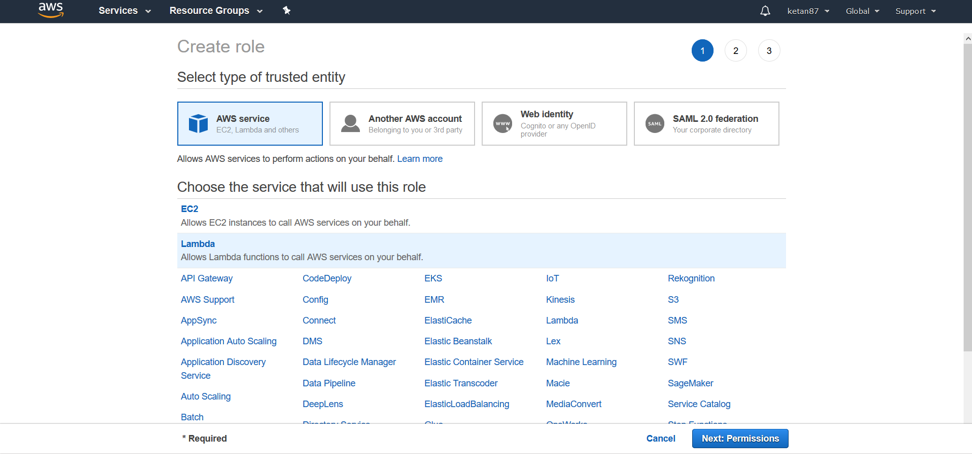 aws Services Resource Groups ketan87 Global Support
Create role
1 2 3
Select type of trusted entity
AWS service
EC2, Lambda and others
Another AWS account
Belonging to you or 3rd party
www
Web identity
Cognito or any OpenID
provider
SAML
SAML 2.0 federation
Your corporate directory
Allows AWS services to perform actions on your behalf. Learn more
Choose the service that will use this role
EC2
Allows EC2 instances to call AWS services on your behalf.
Lambda
Allows Lambda functions to call AWS services on your behalf.
API Gateway CodeDeploy EKS IoT Rekognition
AWS Support Config EMR Kinesis S3
AppSync Connect ElastiCache Lambda SMS
Application Auto Scaling DMS Elastic Beanstalk Lex SNS
Application Discovery Data Lifecycle Manager Elastic Container Service Machine Learning SWF
Service
Data Pipeline Elastic Transcoder Macie SageMaker
Auto Scaling
DeepLens ElasticLoadBalancing MediaConvert Service Catalog
Batch
Directory Service Glue OpsWorks Step Functions
* Required Cancel Next: Permissions